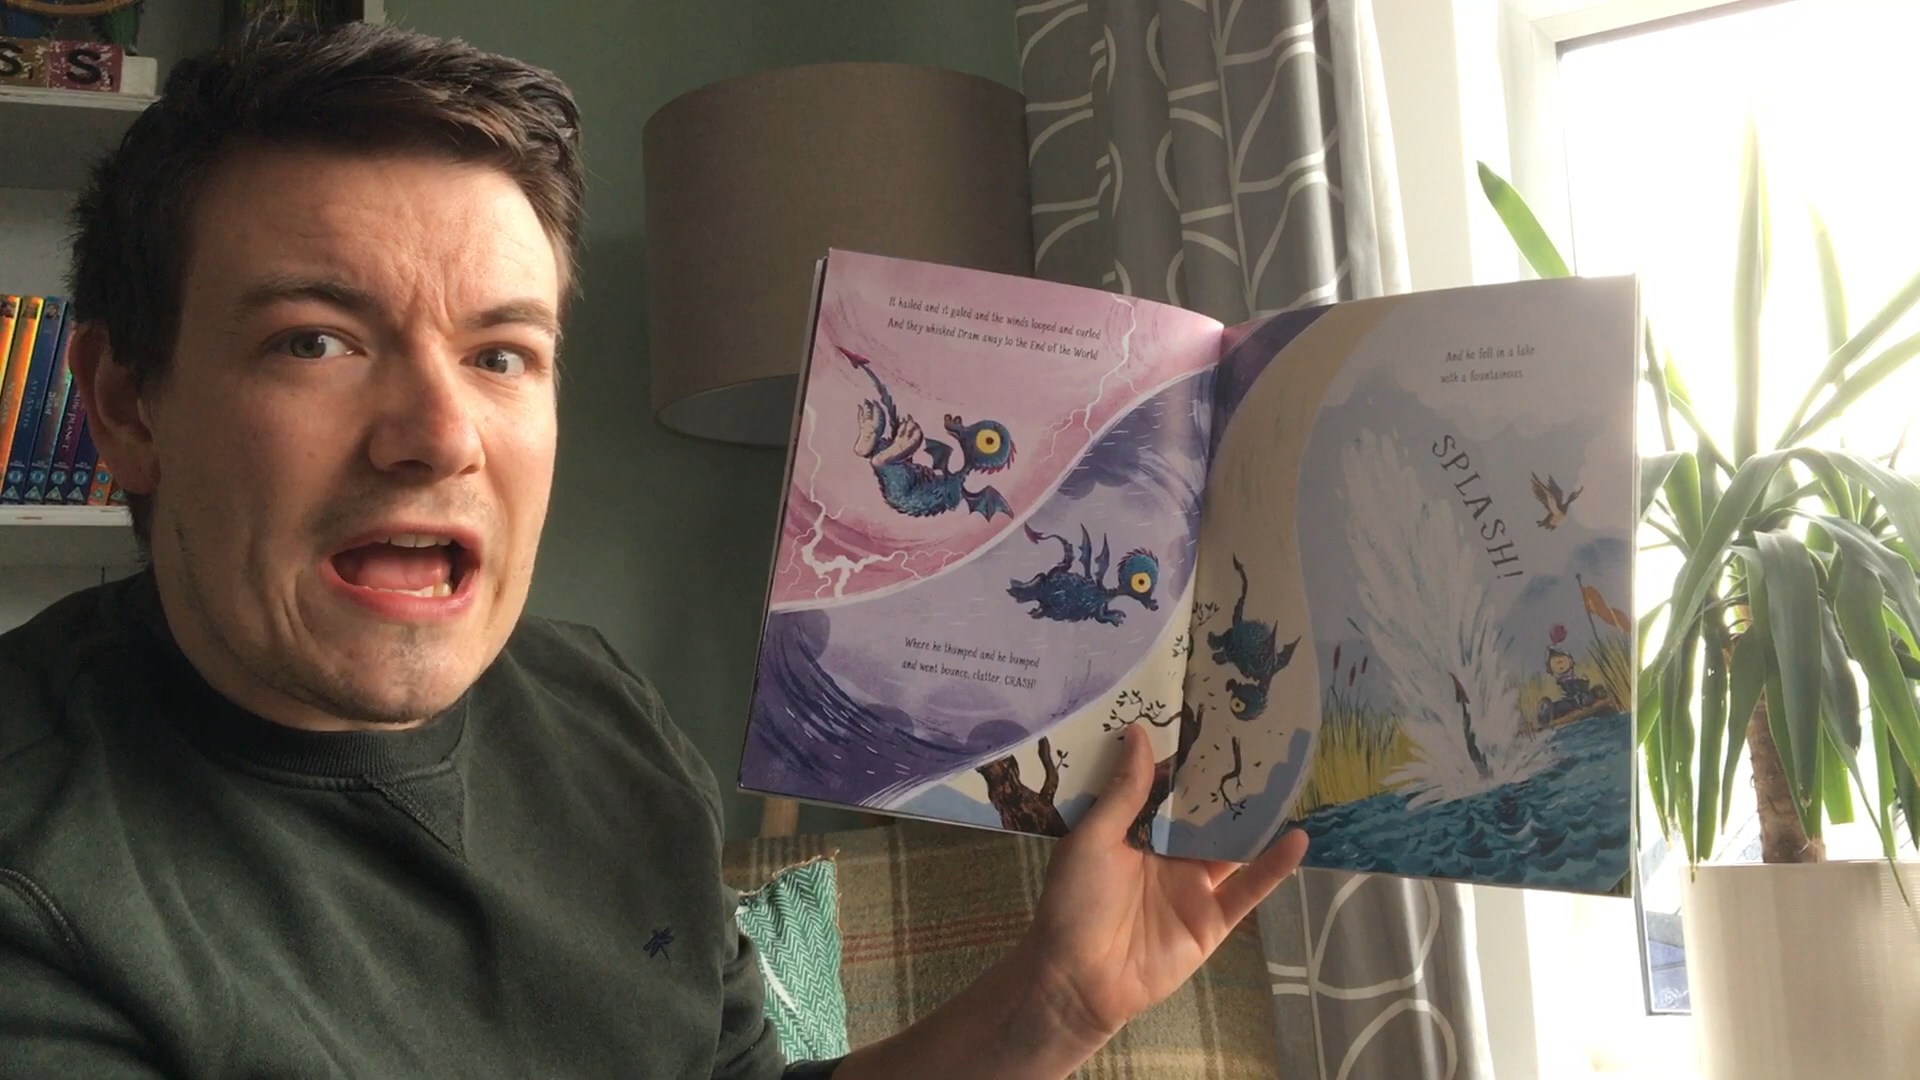 S S
It hailed and it galed and the winds looped and curled
And they whisked Dram away to the End of the World
Where he thumped and he bumped
and went bounce, clatter, CRASH!
And he fell in a lake
with a fountainous
SPLASH!